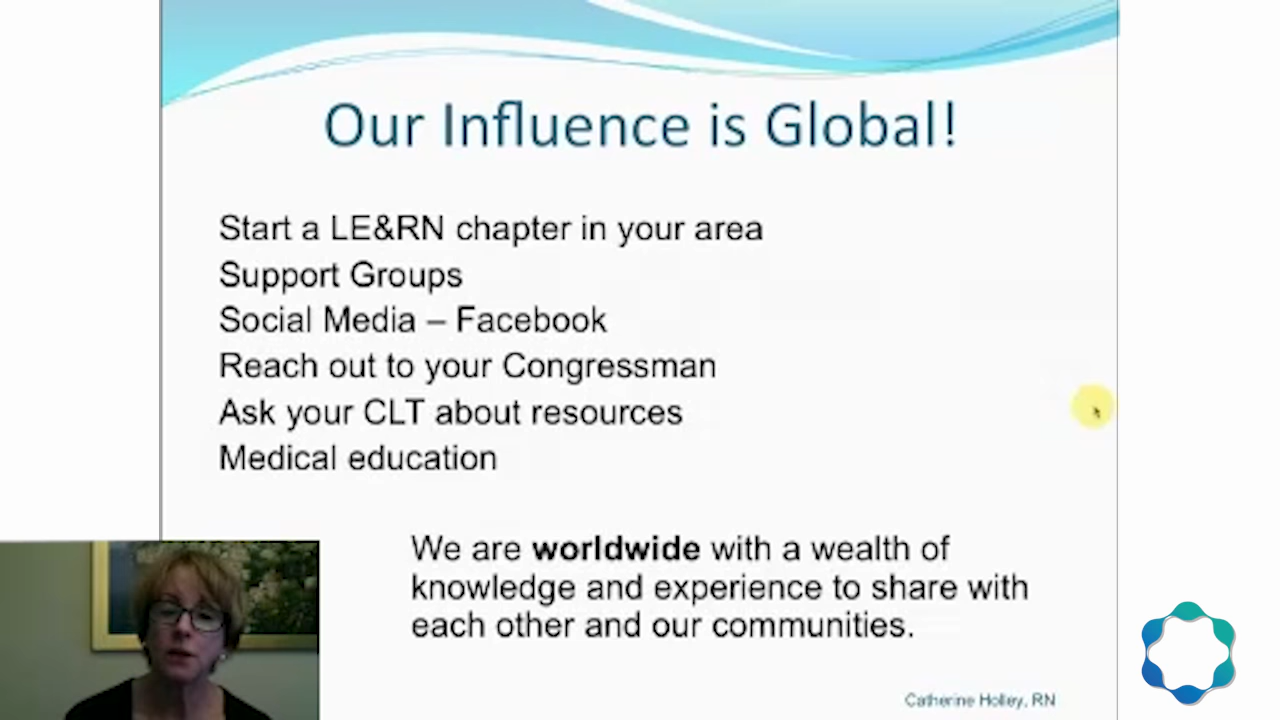 Our Influence is Global!
Start a LE&RN chapter in your area
Support Groups
Social Media – Facebook
Reach out to your Congressman
Ask your CLT about resources
Medical education
We are worldwide with a wealth of
knowledge and experience to share with
each other and our communities.
Catherine Holley, RN